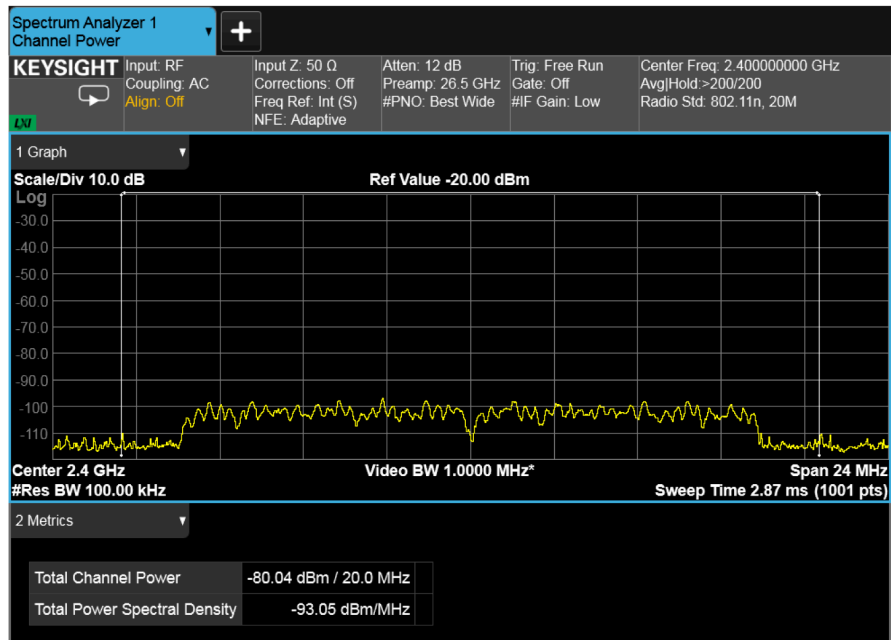 Spectrum Analyzer 1
Channel Power
+
KEYSIGHT
LXI
Input: RF
Coupling: AC
Align: Off
Input Z: 50 Ω
Corrections: Off
Freq Ref: Int (S)
NFE: Adaptive
Atten: 12 dB
Preamp: 26.5 GHz
#PNO: Best Wide
Trig: Free Run
Gate: Off
#IF Gain: Low
Center Freq: 2.400000000 GHz
Avg|Hold:>200/200
Radio Std: 802.11n, 20M
1 Graph
Scale/Div 10.0 dB
Ref Value -20.00 dBm
Log
-30.0
-40.0
-50.0
-60.0
-70.0
-80.0
-90.0
-100
-110
Center 2.4 GHz
Video BW 1.0000 MHz*
Span 24 MHz
#Res BW 100.00 kHz
Sweep Time 2.87 ms (1001 pts)
2 Metrics
Total Channel Power -80.04 dBm / 20.0 MHz
Total Power Spectral Density -93.05 dBm/MHz